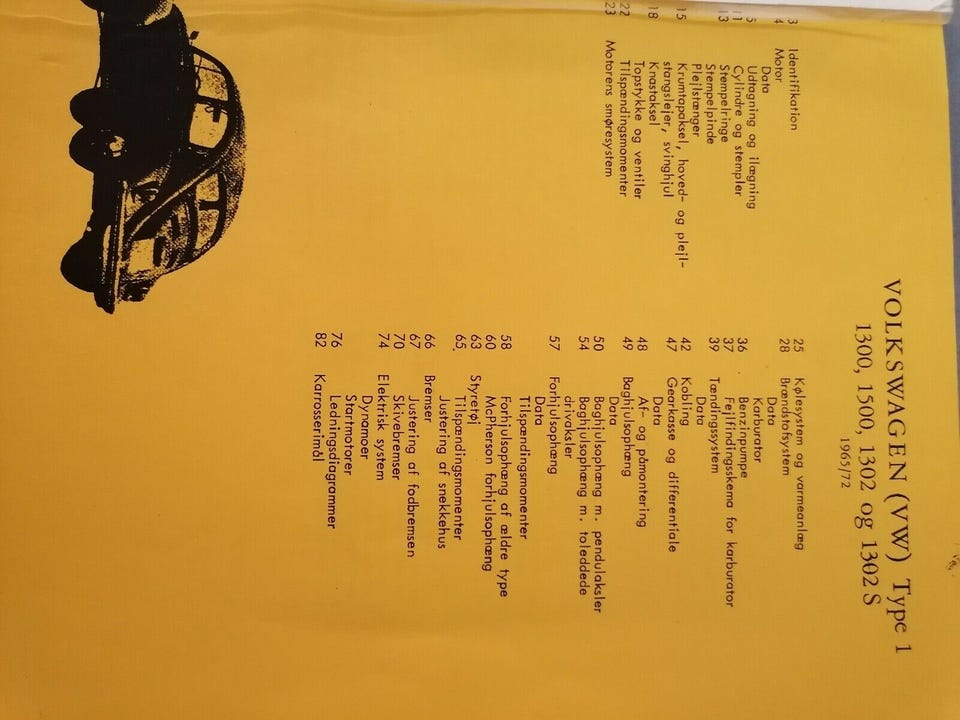 VOLKSWAGEN (VW) Type 1
1300, 1500, 1302 og 1302 S
1965/72
3 Identifikation
4 Motor
Data
5 Udtagning og ilægning
11 Cylindre og stempler
13 Stempelringe
Stempelpinde
Plejlstænger
15 Krumtapaksel, hoved- og plejl-
stangslejer, svinghjul
18 Knastaksel
Topstykke og ventiler
22 Tilspændingsmomenter
23 Motorens smøresystem
25 Kølesystem og varmeanlæg
28 Brændstofsystem
Data
Karburator
36 Benzinpumpe
37 Fejlfindingsskema for karburator
39 Tændingssystem
Data
42 Kobling
47 Gearkasse og differentiale
Data
48 Af- og påmontering
49 Baghjulsophæng
Data
50 Baghjulsophæng m. pendulaksler
54 Baghjulsophæng m. toleddede
drivaksler
57 Forhjulsophæng
Data
Tilspændingsmomenter
58 Forhjulsophæng af ældre type
60 McPherson forhjulsophæng
63 Styretøj
65 Tilspændingsmomenter
Justering af snekkehus
66 Bremser
67 Justering af fodbremsen
70 Skivebremser
74 Elektrisk system
Dynamoer
Startmotorer
76 Ledningsdiagrammer
82 Karrosserimål